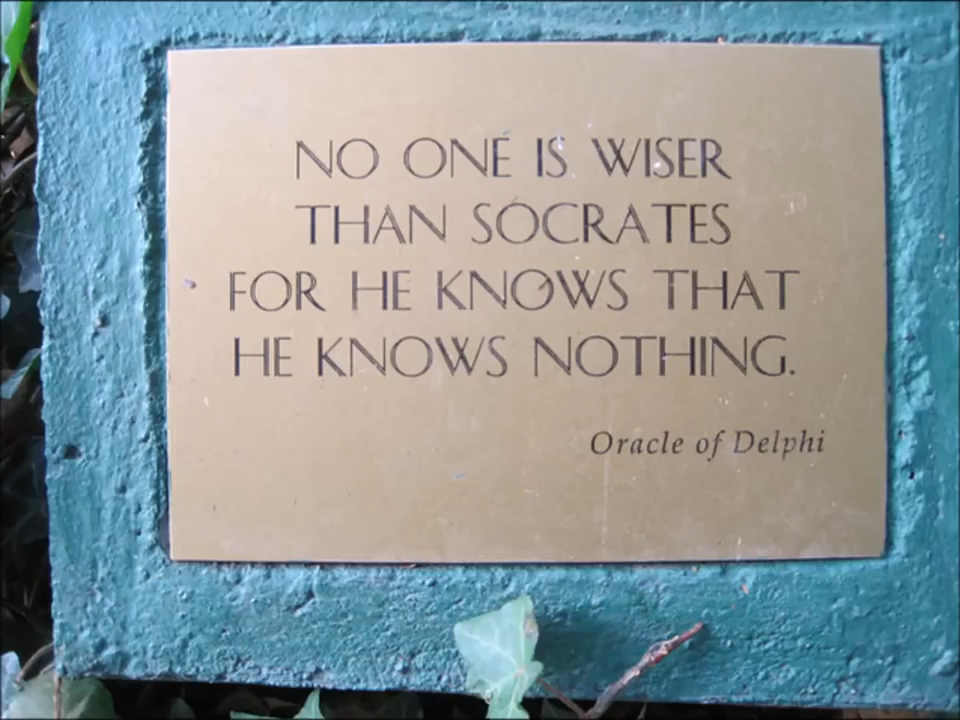 NO ONE IS WISER
THAN SOCRATES
FOR HE KNOWS THAT
HE KNOWS NOTHING.
Oracle of Delphi